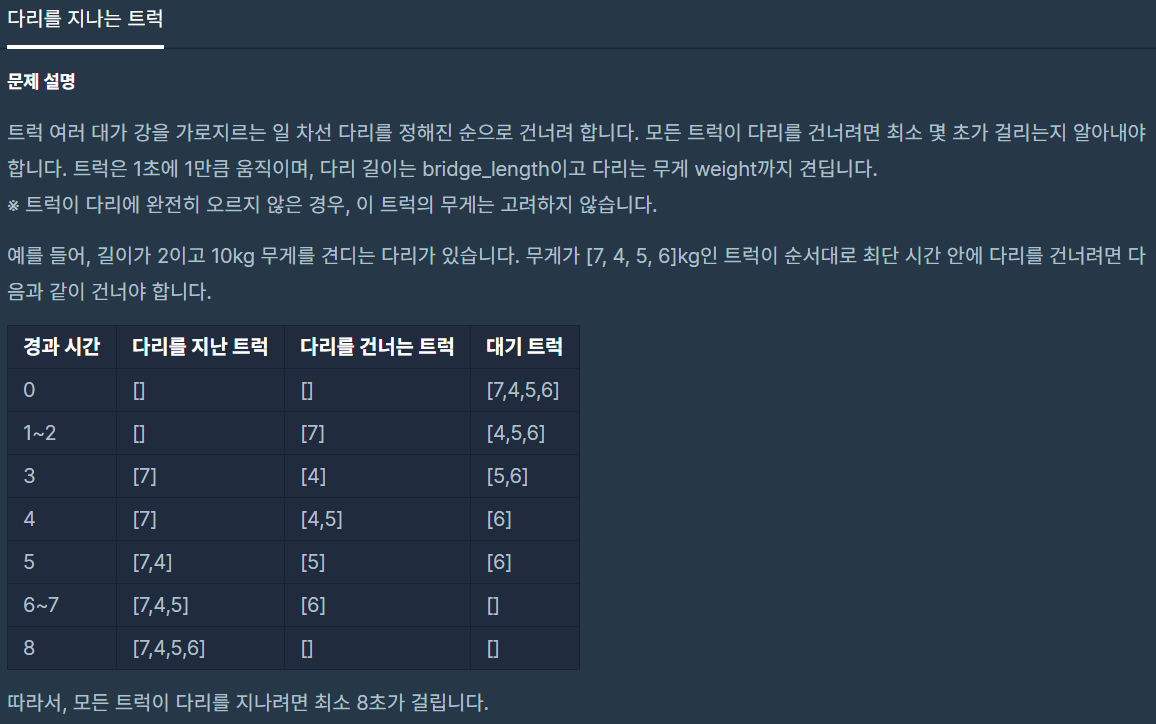 다리를 지나는 트럭
문제 설명
트럭 여러 대가 강을 가로지르는 일 차선 다리를 정해진 순으로 건너려 합니다. 모든 트럭이 다리를 건너려면 최소 몇 초가 걸리는지 알아내야
합니다. 트럭은 1초에 1만큼 움직이며, 다리 길이는 bridge_length이고 다리는 무게 weight까지 견딥니다.
※ 트럭이 다리에 완전히 오르지 않은 경우, 이 트럭의 무게는 고려하지 않습니다.
예를 들어, 길이가 2이고 10kg 무게를 견디는 다리가 있습니다. 무게가 [7, 4, 5, 6]kg인 트럭이 순서대로 최단 시간 안에 다리를 건너려면 다
음과 같이 건너야 합니다.
경과 시간 다리를 지난 트럭 다리를 건너는 트럭 대기 트럭
0 [] [] [7,4,5,6]
1~2 [] [7] [4,5,6]
3 [7] [4] [5,6]
4 [7] [4,5] [6]
5 [7,4] [5] [6]
6~7 [7,4,5] [6] []
8 [7,4,5,6] [] []
따라서, 모든 트럭이 다리를 지나려면 최소 8초가 걸립니다.